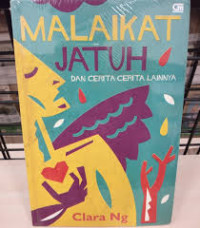 MALAIKAT
JATUH
DAN CERITA-CERITA LAINNYA
Clara Ng